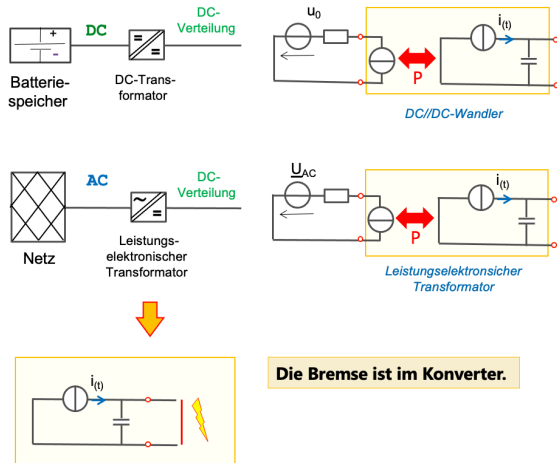 DC
DC-
Verteilung
Batterie-
speicher
DC-Trans-
formator
u0
i(t)
P
DC//DC-Wandler
AC
DC-
Verteilung
Netz
Leistungs-
elektronischer
Transformator
UAC
i(t)
P
Leistungselektronsicher
Transformator
i(t)
Die Bremse ist im Konverter.